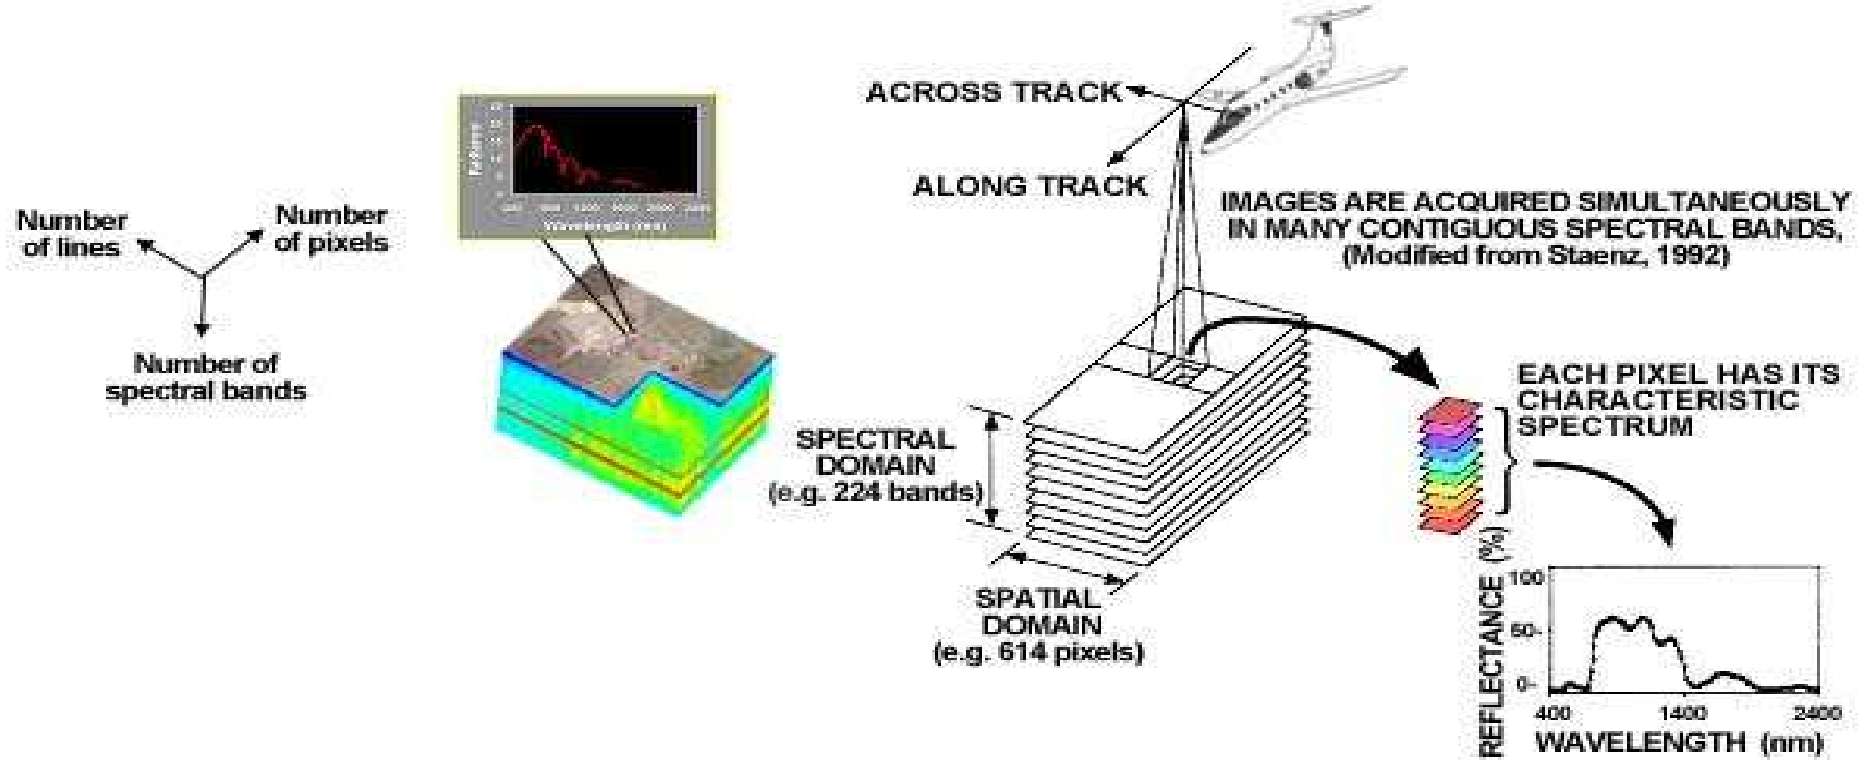 Number
of lines
Number
of pixels
Number of
spectral bands
Wavelength (nm)
ACROSS TRACK
ALONG TRACK
IMAGES ARE ACQUIRED SIMULTANEOUSLY
IN MANY CONTIGUOUS SPECTRAL BANDS,
(Modified from Staenz, 1992)
SPECTRAL
DOMAIN
(e.g. 224 bands)
SPATIAL
DOMAIN
(e.g. 614 pixels)
EACH PIXEL HAS ITS
CHARACTERISTIC
SPECTRUM
REFLECTANCE (%)
100
50-
0-
400 1400 2400
WAVELENGTH (nm)